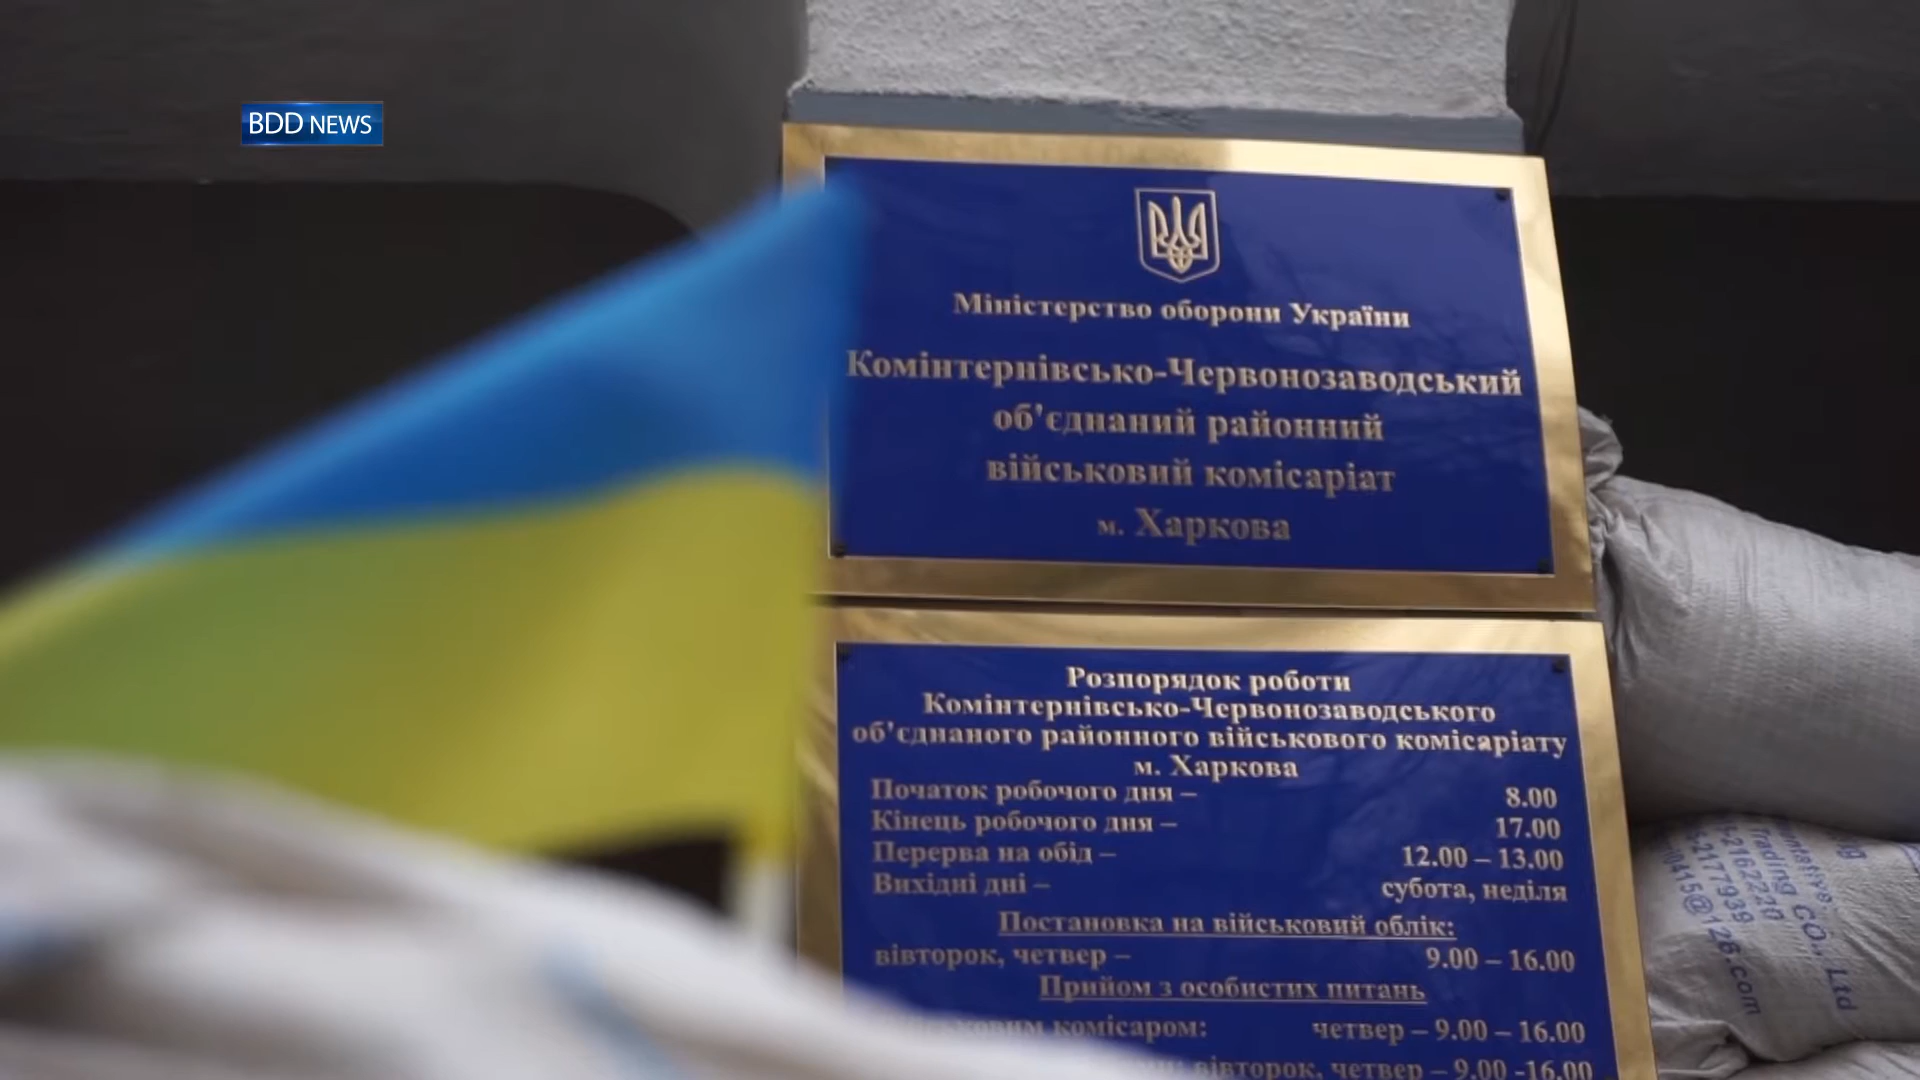 BDD NEWS
Міністерство оборони України
Комінтернівсько-Червонозаводський
об'єднаний районний
військовий комісаріат
м. Харкова
Розпорядок роботи
Комінтернівсько-Червонозаводського
об'єднаного районного військового комісаріату
м. Харкова
Початок робочого дня – 8.00
Кінець робочого дня – 17.00
Перерва на обід – 12.00 – 13.00
Вихідні дні – субота, неділя
Постановка на військовий облік:
вівторок, четвер – 9.00 – 16.00
Прийом з особистих питань
комісаром: четвер – 9.00 – 16.00
вівторок, четвер – 9.00 -16.00
Trading CO., Ltd